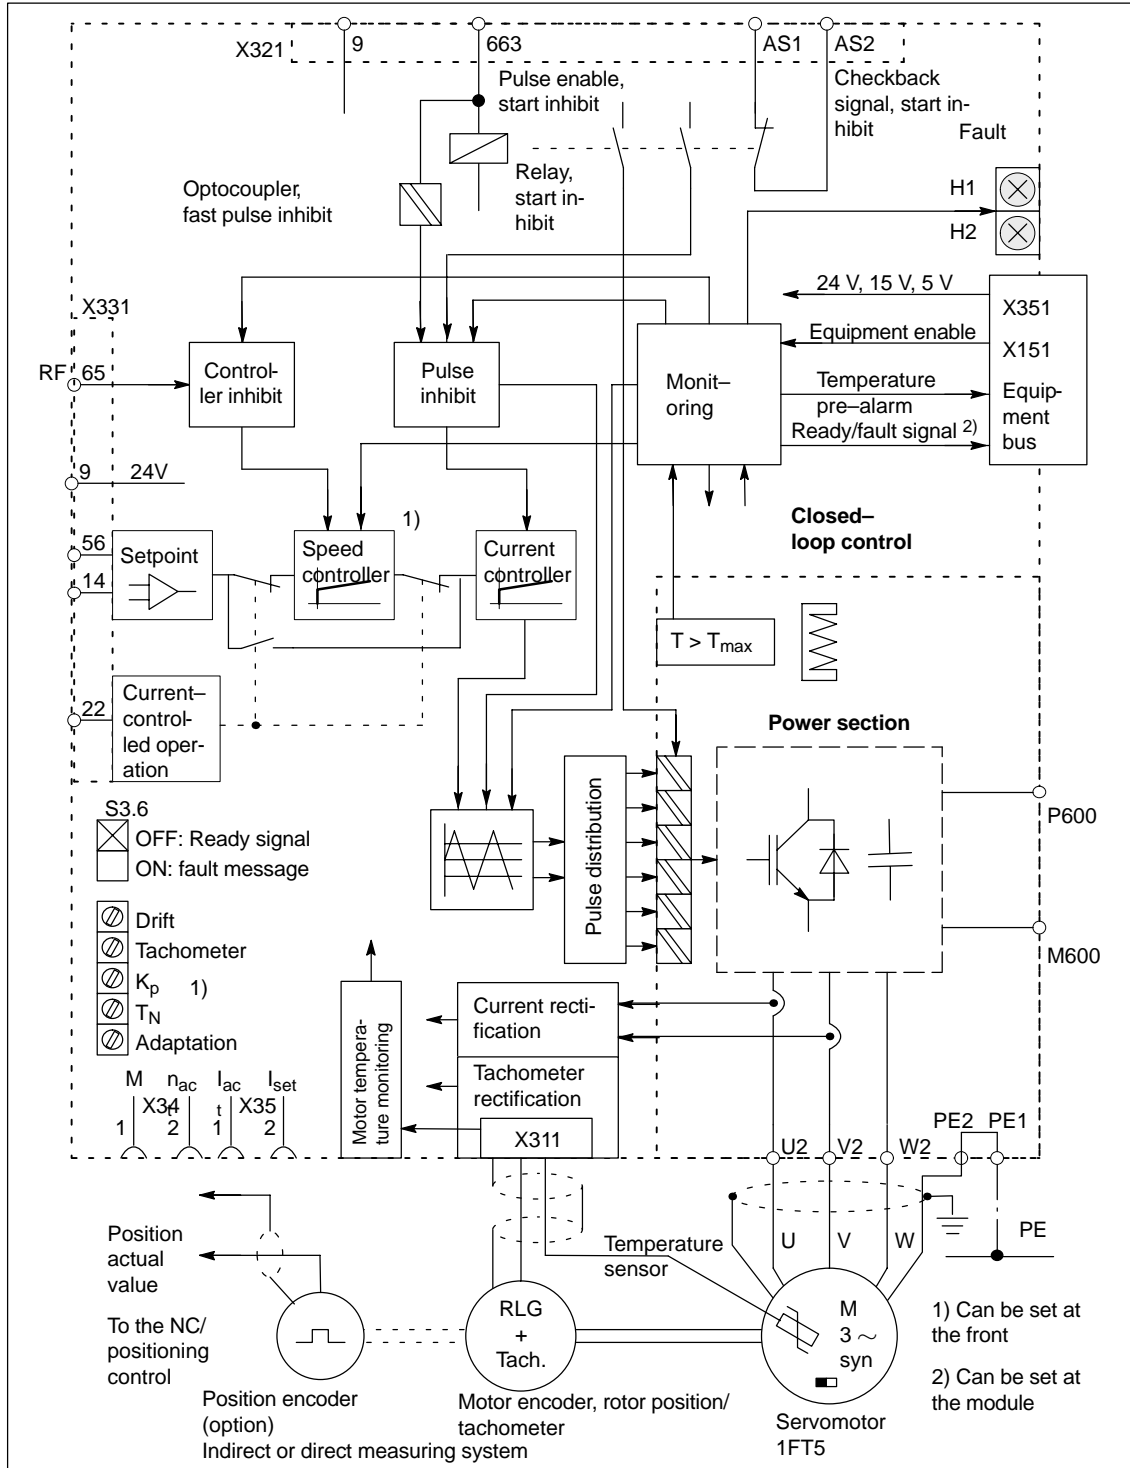 X321
9
663
AS1
AS2
Pulse enable,
start inhibit
Checkback
signal, start in-
hibit
Fault
Optocoupler,
fast pulse inhibit
Relay,
start in-
hibit
H1
H2
X331
24 V, 15 V, 5 V
X351
Equipment enable
X151
RF
65
Control-
ler inhibit
Pulse
inhibit
Monit–
oring
Temperature
pre–alarm
Ready/fault signal 2)
Equip-
ment
bus
9
24V
1)
Closed–
loop control
56
14
Setpoint
Speed
controller
Current
controller
T > Tmax
22
Current–
control-
led oper-
ation
Power section
S3.6
OFF: Ready signal
ON: fault message
Pulse distribution
P600
M600
Drift
Tachometer
Kp
1)
TN
Adaptation
Motor tempera-
ture monitoring
Current recti-
fication
Tachometer
rectification
X311
M
nact
Iact
Iset
X34
X35
1
2
1
2
U2
V2
W2
PE2
PE1
Position
actual
value
Temperature
sensor
U
V
W
PE
To the NC/
positioning
control
RLG
+
Tach.
M
3 ~
syn
1) Can be set at
the front
2) Can be set at
the module
Position encoder
(option)
Indirect or direct measuring system
Motor encoder, rotor position/
tachometer
Servomotor
1FT5